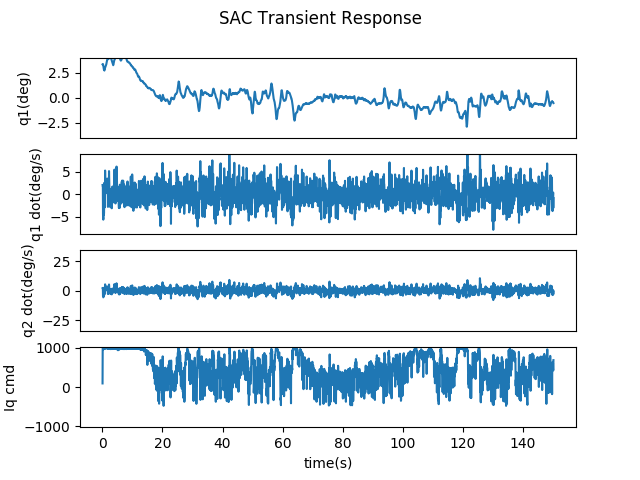 SAC Transient Response
q1(deg)
2.5
0.0
−2.5
q1 dot(deg/s)
5
0
−5
q2 dot(deg/s)
25
0
−25
Iq cmd
1000
0
−1000
0 20 40 60 80 100 120 140
time(s)